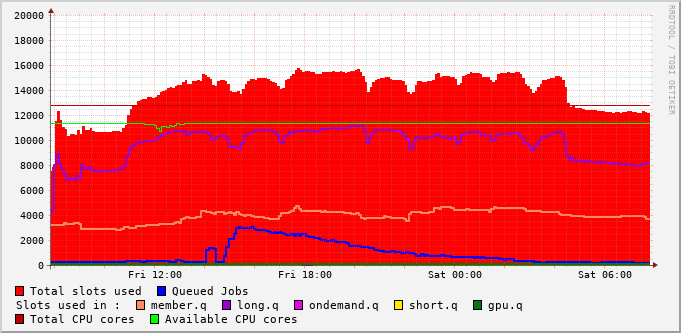 20000
18000
16000
14000
12000
10000
8000
6000
4000
2000
0
Fri 12:00 Fri 18:00 Sat 00:00 Sat 06:00
RRDTOOL / TOBI OETIKER
Total slots used Queued Jobs
Slots used in : member.q long.q ondemand.q short.q gpu.q
Total CPU cores Available CPU cores